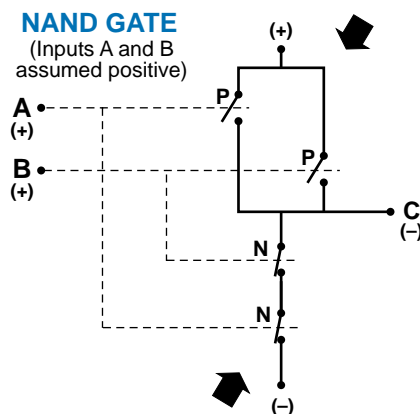 NAND GATE
(Inputs A and B
assumed positive)
(+)
P
A
(+)
P
B
(+)
C
(–)
N
N
(–)